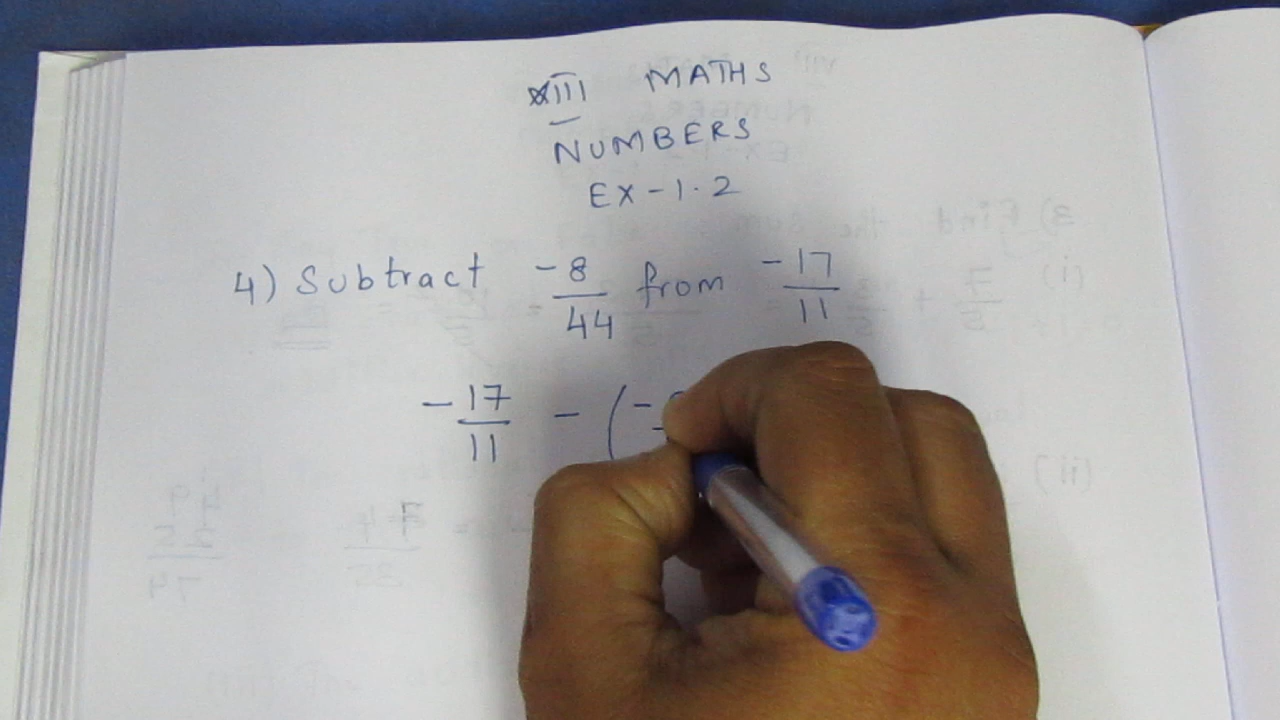 VIII MATHS
NUMBERS
EX-1.2
4) Subtract -8/44 from -17/11
-17/11 - (-